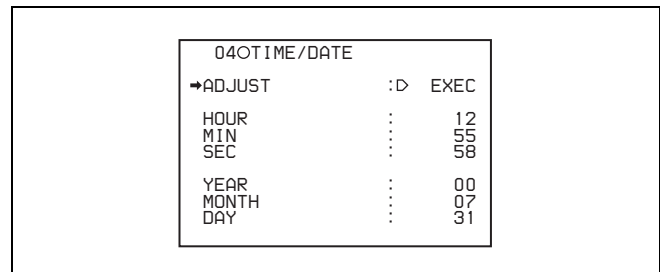 04○TIME/DATE
➡ADJUST :▷ EXEC
HOUR : 12
MIN : 55
SEC : 58
YEAR : 00
MONTH : 07
DAY : 31